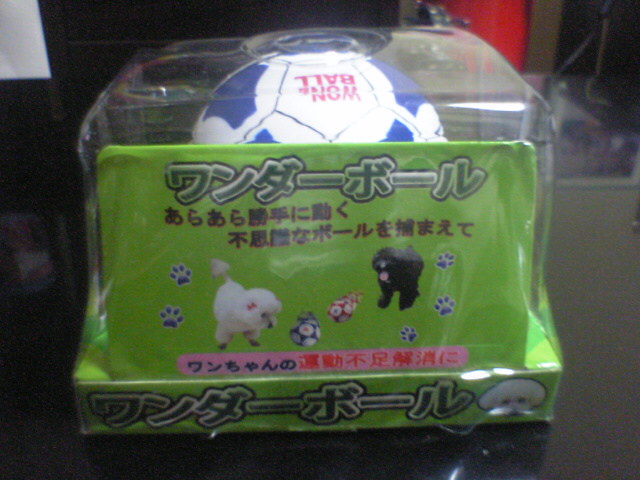 WON
BALL
ワンダーボール
あらあら勝手に動く
不思議なボールを捕まえて
ワンちゃんの運動不足解消に
ワンダーボール